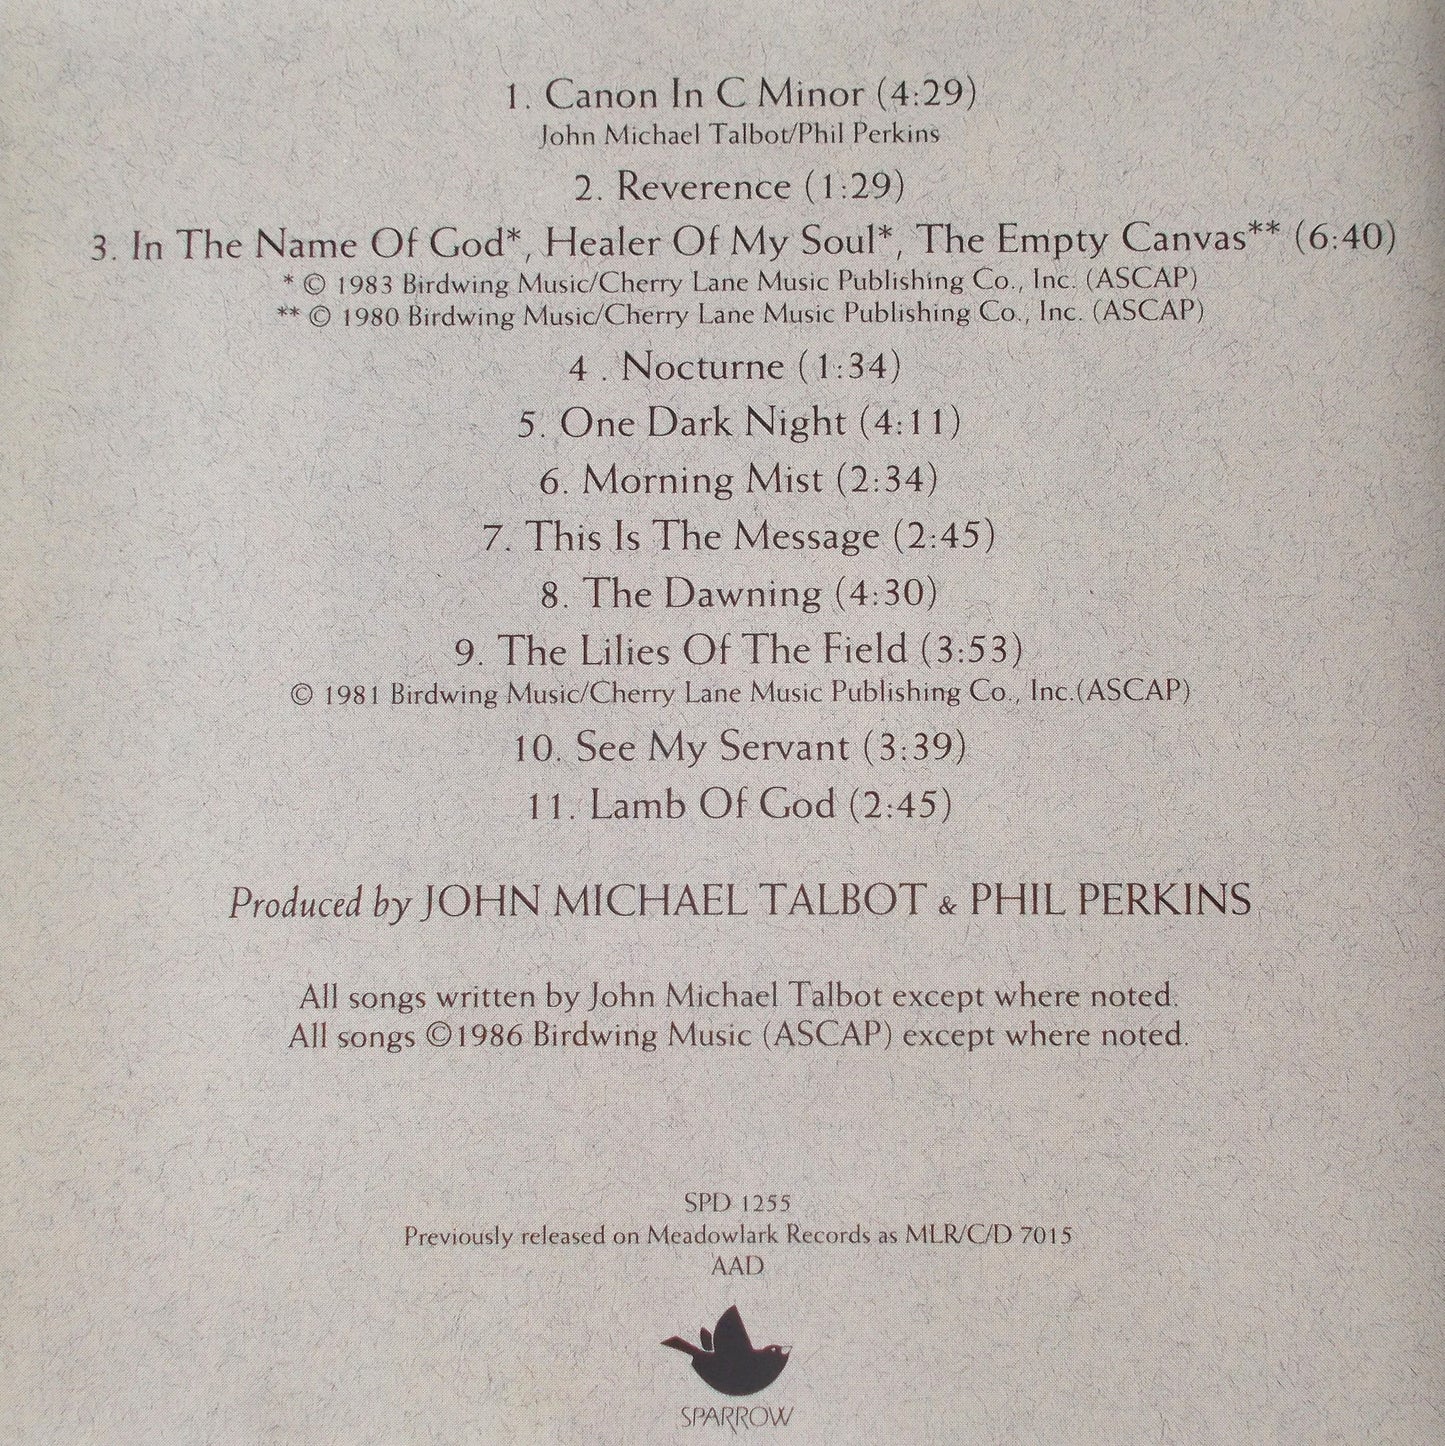 1. Canon In C Minor (4:29)
John Michael Talbot/Phil Perkins
2. Reverence (1:29)
3. In The Name Of God*, Healer Of My Soul*, The Empty Canvas** (6:40)
* © 1983 Birdwing Music/Cherry Lane Music Publishing Co., Inc. (ASCAP)
** © 1980 Birdwing Music/Cherry Lane Music Publishing Co., Inc. (ASCAP)
4 . Nocturne (1:34)
5. One Dark Night (4:11)
6. Morning Mist (2:34)
7. This Is The Message (2:45)
8. The Dawning (4:30)
9. The Lilies Of The Field (3:53)
© 1981 Birdwing Music/Cherry Lane Music Publishing Co., Inc.(ASCAP)
10. See My Servant (3:39)
11. Lamb Of God (2:45)
Produced by JOHN MICHAEL TALBOT & PHIL PERKINS
All songs written by John Michael Talbot except where noted.
All songs ©1986 Birdwing Music (ASCAP) except where noted.
SPD 1255
Previously released on Meadowlark Records as MLR/C/D 7015
AAD
SPARROW